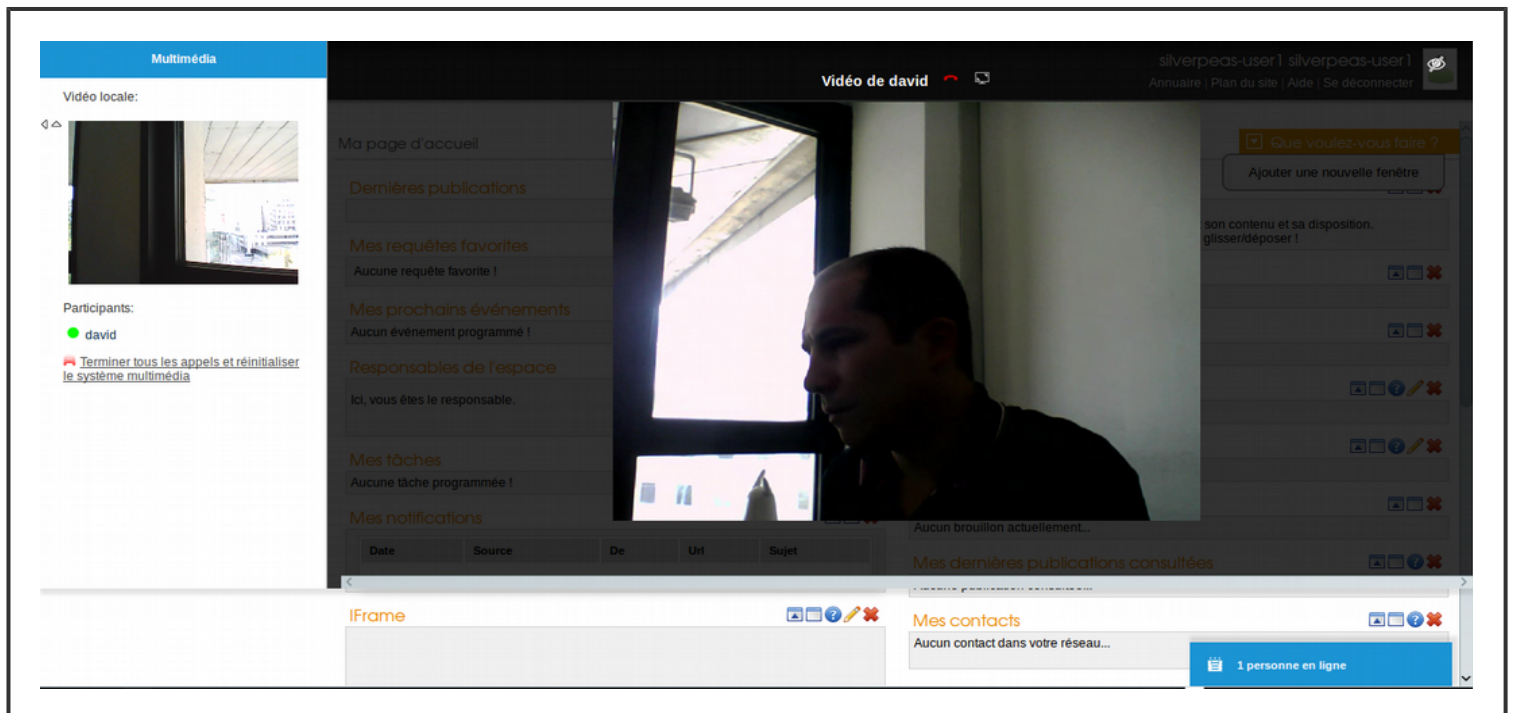 Multimédia
Vidéo locale:
Participants:
david
Terminer tous les appels et réinitialiser
le système multimédia
Vidéo de david
silverpeas-user1 silverpeas-user1
Annuaire | Plan du site | Aide | Se déconnecter
Ma page d'accueil
Que voulez-vous faire ?
Ajouter une nouvelle fenêtre
Dernières publications
son contenu et sa disposition.
glisser/déposer !
Mes requêtes favorites
Aucune requête favorite !
Mes prochains événements
Aucun événement programmé !
Responsables de l'espace
Ici, vous êtes le responsable.
Mes tâches
Aucune tâche programmée !
Mes notifications
Date Source De Url Sujet
Aucun brouillon actuellement...
Mes dernières publications consultées
IFrame
Mes contacts
Aucun contact dans votre réseau...
1 personne en ligne